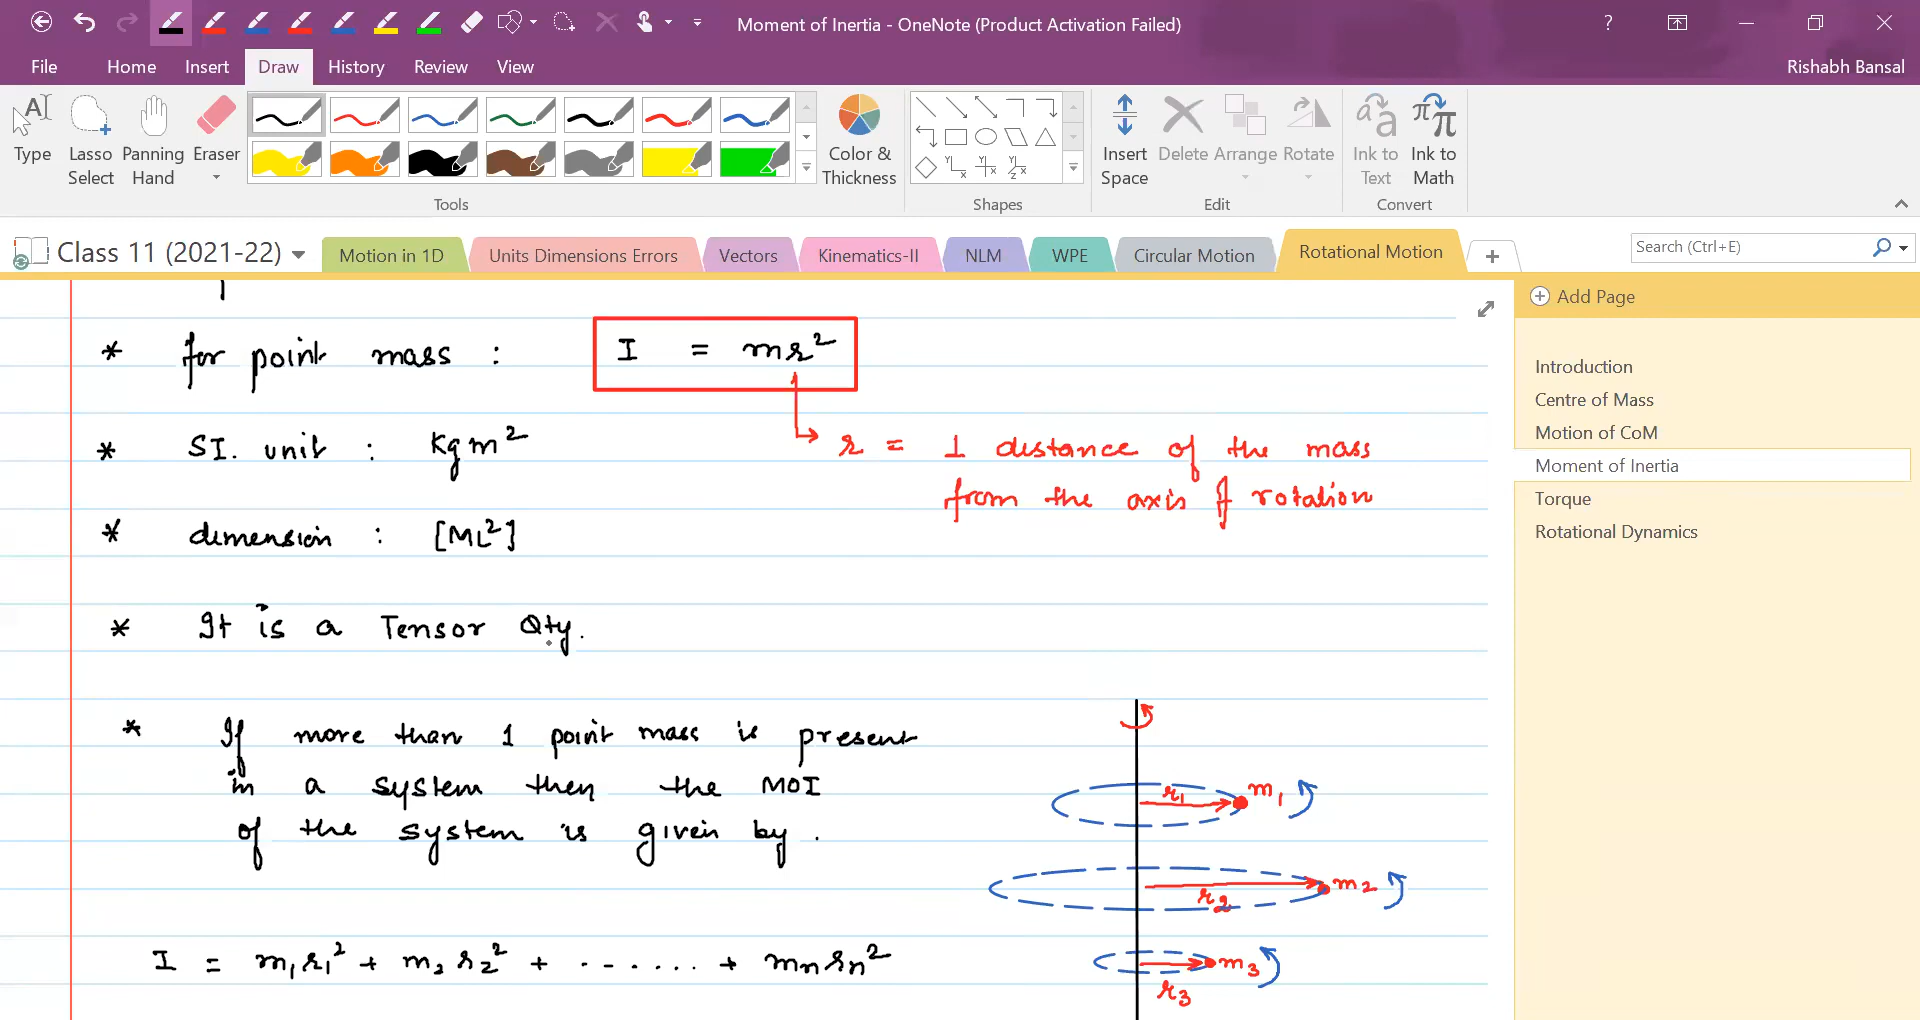 Moment of Inertia - OneNote (Product Activation Failed)
?
File Home Insert Draw History Review View
Rishabh Bansal
Type
Lasso Select
Panning Hand
Eraser
Color & Thickness
Insert Space
Delete
Arrange
Rotate
Ink to Text
Ink to Math
Tools
Shapes
Edit
Convert
Class 11 (2021-22)
Motion in 1D
Units Dimensions Errors
Vectors
Kinematics-II
NLM
WPE
Circular Motion
Rotational Motion
Search (Ctrl+E)
Add Page
Introduction
Centre of Mass
Motion of CoM
Moment of Inertia
Torque
Rotational Dynamics
* for point mass : I = mr²
* SI. unit : Kgm²
r = ⊥ distance of the mass
from the axis of rotation
* dimension : [ML²]
* It is a Tensor Qty.
* If more than 1 point mass is present
in a system then the MOI
of the system is given by.
I = m₁r₁² + m₂r₂² + ....... + mₙrₙ²
r₁ m₁
r₂ m₂
r₃ m₃